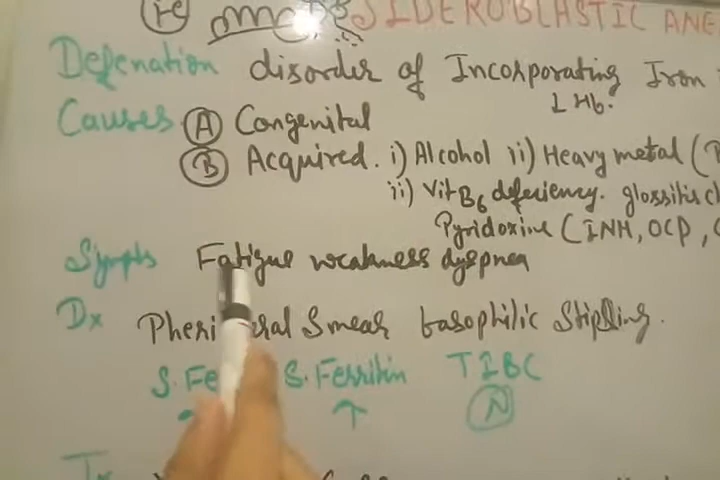 SIDEROBLASTIC ANE
Defenation disorder of Incorporating Iron
Hb.
Causes A Congenital
B Acquired. i) Alcohol ii) Heavy metal (
ii) Vit B6 deficiency. glossitis
Pyridoxine (INH, OCP,
Sympts Fatigue weakness dyspnea
Dx Pheri eral Smear basophilic Stipling.
S. Fe S. Ferritin TIBC
↑ N